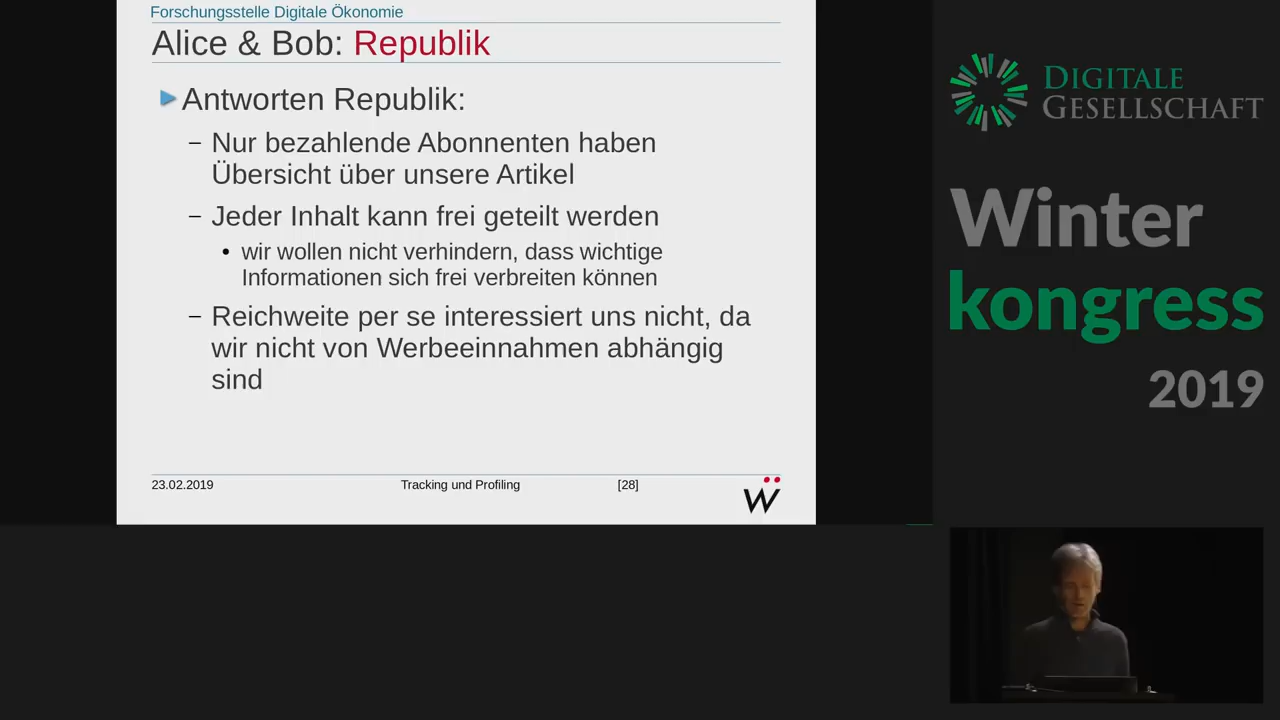 Forschungsstelle Digitale Ökonomie
Alice & Bob: Republik
Antworten Republik:
– Nur bezahlende Abonnenten haben
Übersicht über unsere Artikel
– Jeder Inhalt kann frei geteilt werden
• wir wollen nicht verhindern, dass wichtige
Informationen sich frei verbreiten können
– Reichweite per se interessiert uns nicht, da
wir nicht von Werbeeinnahmen abhängig
sind
23.02.2019 Tracking und Profiling [28]
Ẅ
DIGITALE
GESELLSCHAFT
Winter
kongress
2019